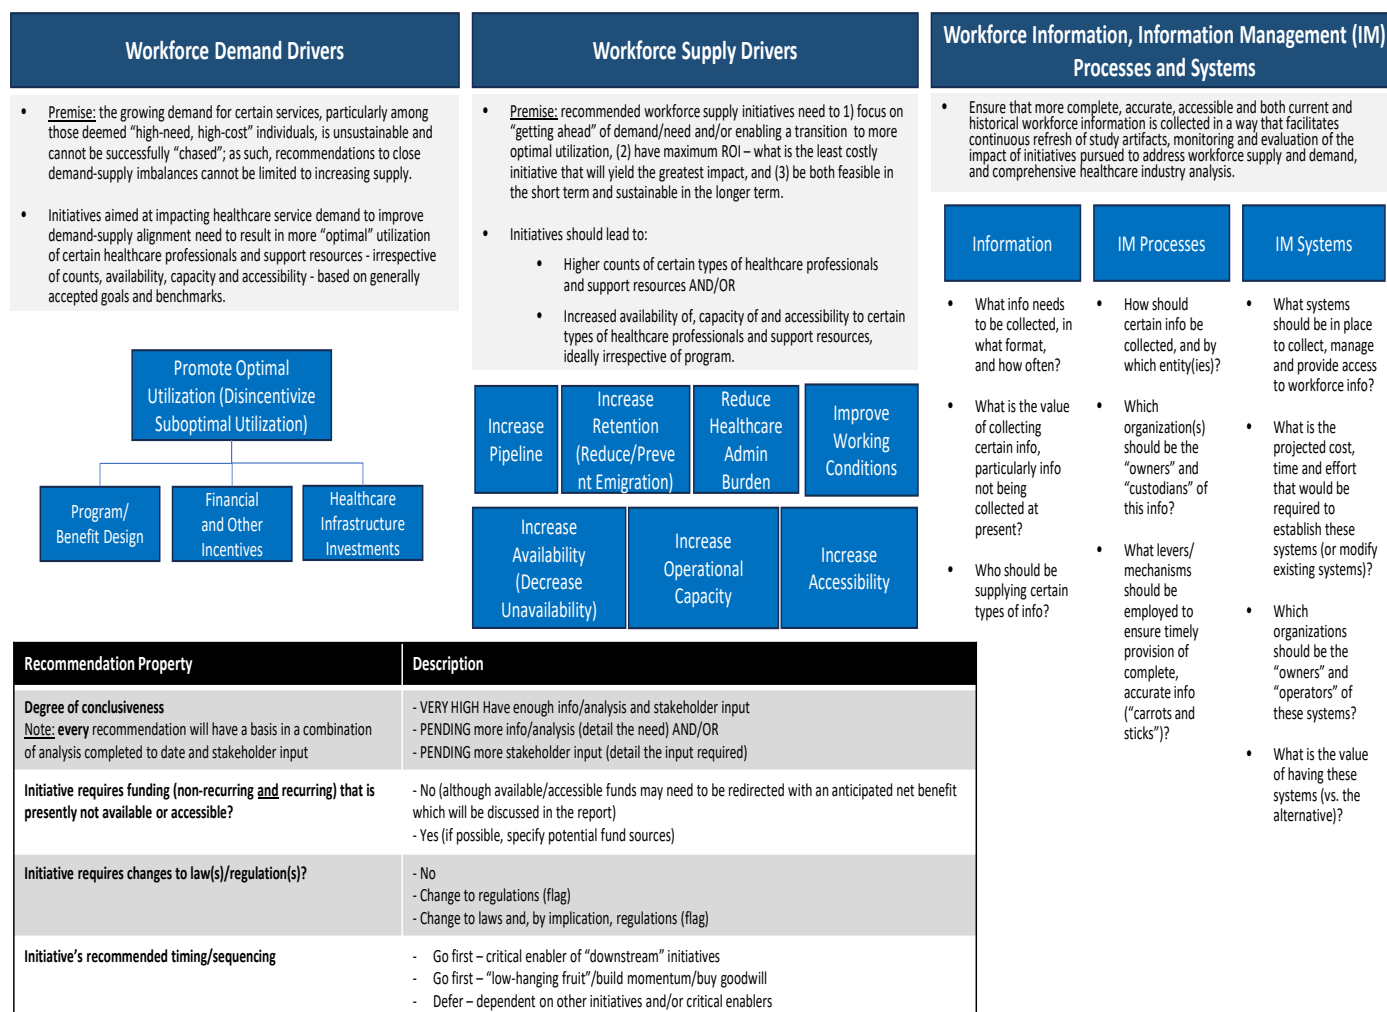 Workforce Demand Drivers
• Premise: the growing demand for certain services, particularly among
those deemed “high-need, high-cost” individuals, is unsustainable and
cannot be successfully “chased”; as such, recommendations to close
demand-supply imbalances cannot be limited to increasing supply.
• Initiatives aimed at impacting healthcare service demand to improve
demand-supply alignment need to result in more “optimal” utilization
of certain healthcare professionals and support resources - irrespective
of counts, availability, capacity and accessibility - based on generally
accepted goals and benchmarks.
Promote Optimal
Utilization (Disincentivize
Suboptimal Utilization)
Program/
Benefit Design
Financial
and Other
Incentives
Healthcare
Infrastructure
Investments
Workforce Supply Drivers
• Premise: recommended workforce supply initiatives need to 1) focus on
“getting ahead” of demand/need and/or enabling a transition to more
optimal utilization, (2) have maximum ROI – what is the least costly
initiative that will yield the greatest impact, and (3) be both feasible in
the short term and sustainable in the longer term.
• Initiatives should lead to:
• Higher counts of certain types of healthcare professionals
and support resources AND/OR
• Increased availability of, capacity of and accessibility to certain
types of healthcare professionals and support resources,
ideally irrespective of program.
Increase
Pipeline
Increase
Retention
(Reduce/Preve
nt Emigration)
Reduce
Healthcare
Admin
Burden
Improve
Working
Conditions
Increase
Availability
(Decrease
Unavailability)
Increase
Operational
Capacity
Increase
Accessibility
Workforce Information, Information Management (IM)
Processes and Systems
• Ensure that more complete, accurate, accessible and both current and
historical workforce information is collected in a way that facilitates
continuous refresh of study artifacts, monitoring and evaluation of the
impact of initiatives pursued to address workforce supply and demand,
and comprehensive healthcare industry analysis.
Information
• What info needs
to be collected, in
what format,
and how often?
• What is the value
of collecting
certain info,
particularly info
not being
collected at
present?
• Who should be
supplying certain
types of info?
IM Processes
• How should
certain info be
collected, and by
which entity(ies)?
• Which
organization(s)
should be the
“owners” and
“custodians” of
this info?
• What levers/
mechanisms
should be
employed to
ensure timely
provision of
complete,
accurate info
(“carrots and
sticks”)?
IM Systems
• What systems
should be in place
to collect, manage
and provide access
to workforce info?
• What is the
projected cost,
time and effort
that would be
required to
establish these
systems (or modify
existing systems)?
• Which
organizations
should be the
“owners” and
“operators” of
these systems?
• What is the value
of having these
systems (vs. the
alternative)?
Recommendation Property
Description
Degree of conclusiveness
Note: every recommendation will have a basis in a combination
of analysis completed to date and stakeholder input
- VERY HIGH Have enough info/analysis and stakeholder input
- PENDING more info/analysis (detail the need) AND/OR
- PENDING more stakeholder input (detail the input required)
Initiative requires funding (non-recurring and recurring) that is
presently not available or accessible?
- No (although available/accessible funds may need to be redirected with an anticipated net benefit
which will be discussed in the report)
- Yes (if possible, specify potential fund sources)
Initiative requires changes to law(s)/regulation(s)?
- No
- Change to regulations (flag)
- Change to laws and, by implication, regulations (flag)
Initiative’s recommended timing/sequencing
- Go first – critical enabler of “downstream” initiatives
- Go first – “low-hanging fruit”/build momentum/buy goodwill
- Defer – dependent on other initiatives and/or critical enablers